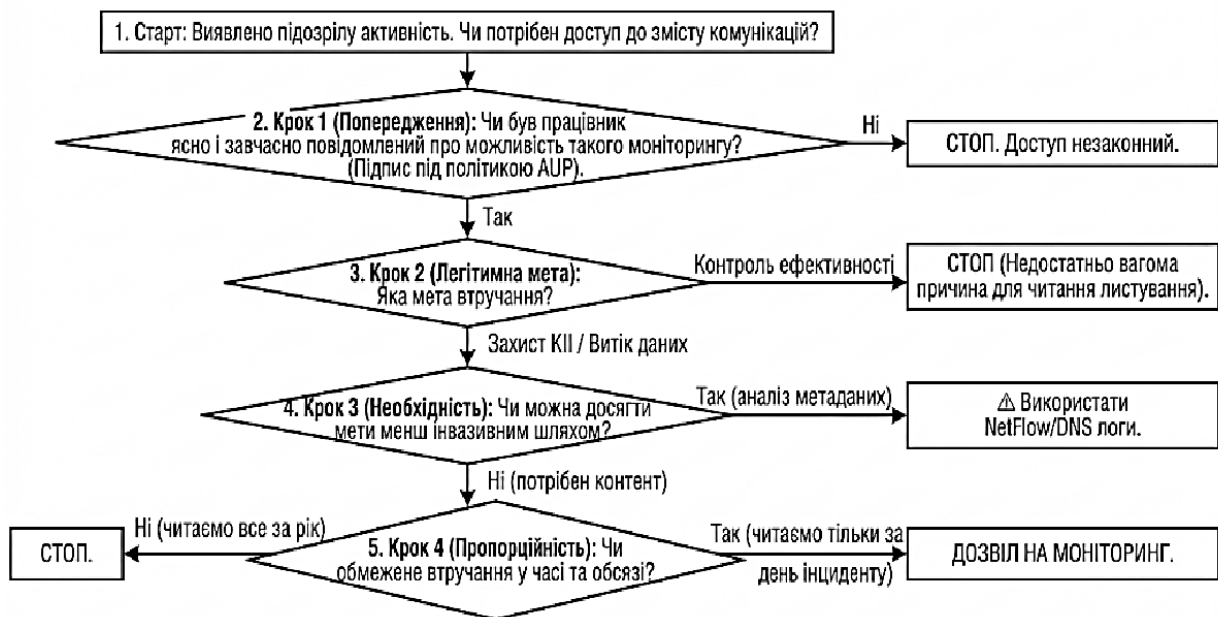 1. Старт: Виявлено підозрілу активність. Чи потрібен доступ до змісту комунікацій?
2. Крок 1 (Попередження): Чи був працівник
ясно і завчасно повідомлений про можливість такого моніторингу?
(Підпис під політикою AUP).
Ні
СТОП. Доступ незаконний.
Так
3. Крок 2 (Легітимна мета):
Яка мета втручання?
Контроль ефективності
СТОП (Недостатньо вагома
причина для читання листування).
Захист КІІ / Витік даних
4. Крок 3 (Необхідність): Чи можна досягти
мети менш інвазивним шляхом?
Так (аналіз метаданих)
⚠ Використати
NetFlow/DNS логи.
Ні (потрібен контент)
5. Крок 4 (Пропорційність): Чи
обмежене втручання у часі та обсязі?
Ні (читаємо все за рік)
СТОП.
Так (читаємо тільки за
день інциденту)
ДОЗВІЛ НА МОНІТОРИНГ.